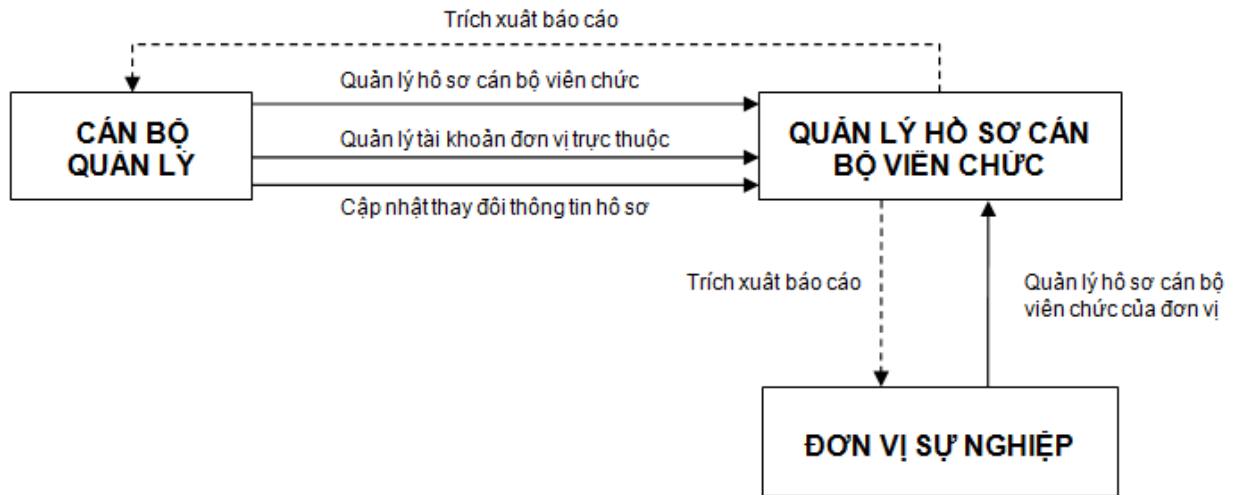 Trích xuất báo cáo
Quản lý hồ sơ cán bộ viên chức
CÁN BỘ
QUẢN LÝ
Quản lý tài khoản đơn vị trực thuộc
Cập nhật thay đổi thông tin hồ sơ
QUẢN LÝ HỒ SƠ CÁN
BỘ VIÊN CHỨC
Trích xuất báo cáo
Quản lý hồ sơ cán bộ
viên chức của đơn vị
ĐƠN VỊ SỰ NGHIỆP